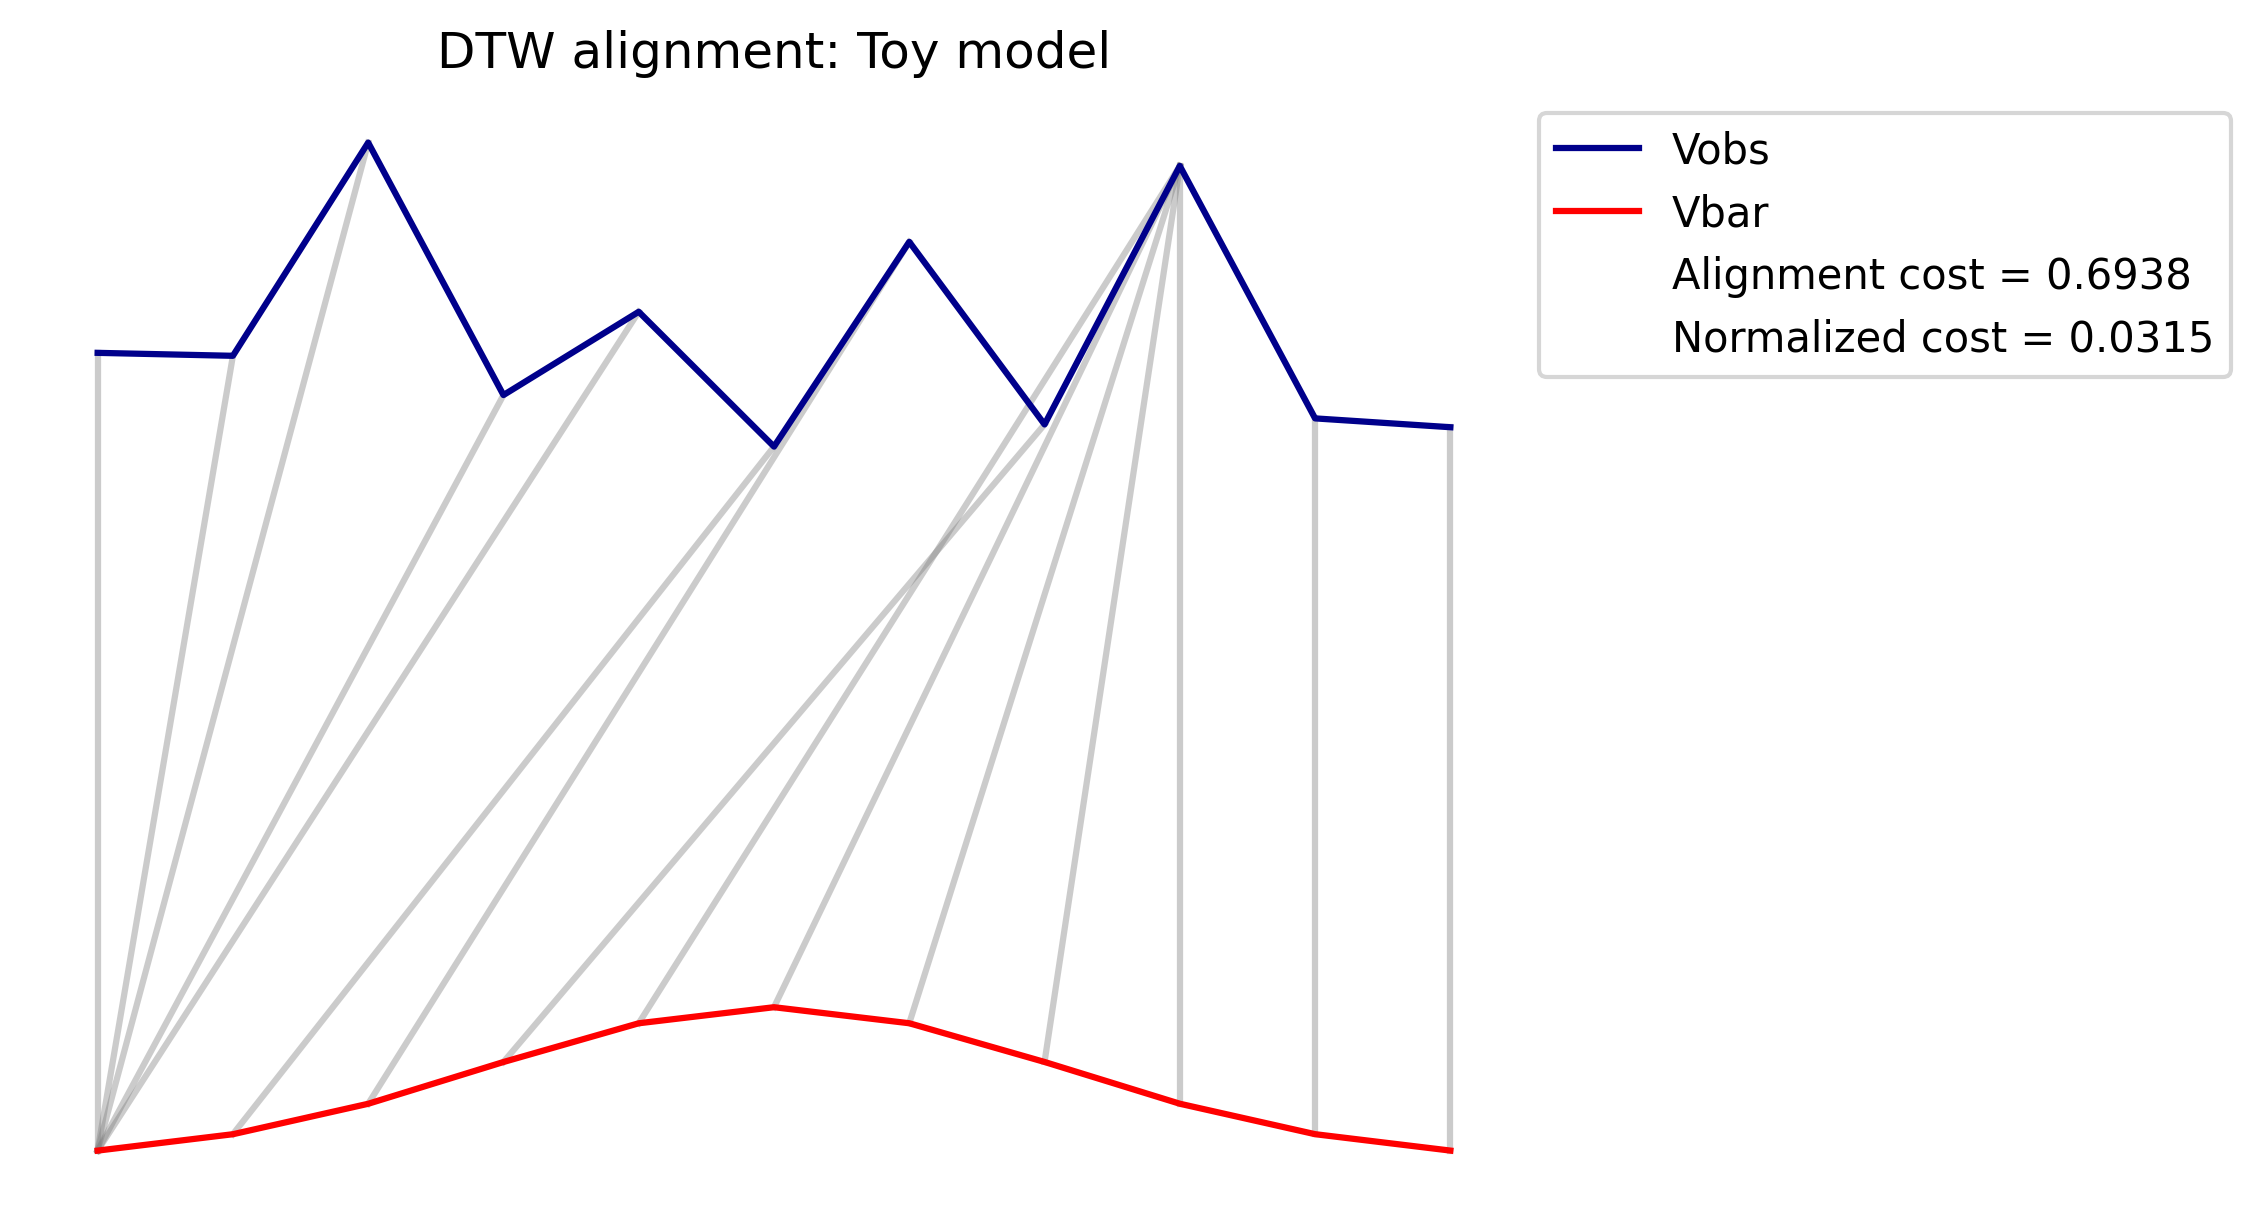 DTW alignment: Toy model
Vobs
Vbar
Alignment cost = 0.6938
Normalized cost = 0.0315